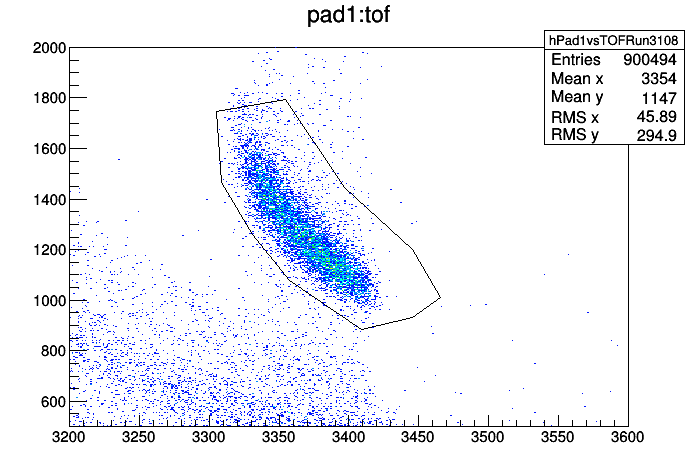 pad1:tof
hPad1vsTOFRun3108
Entries 900494
Mean x 3354
Mean y 1147
RMS x 45.89
RMS y 294.9
2000
1800
1600
1400
1200
1000
800
600
3200 3250 3300 3350 3400 3450 3500 3550 3600